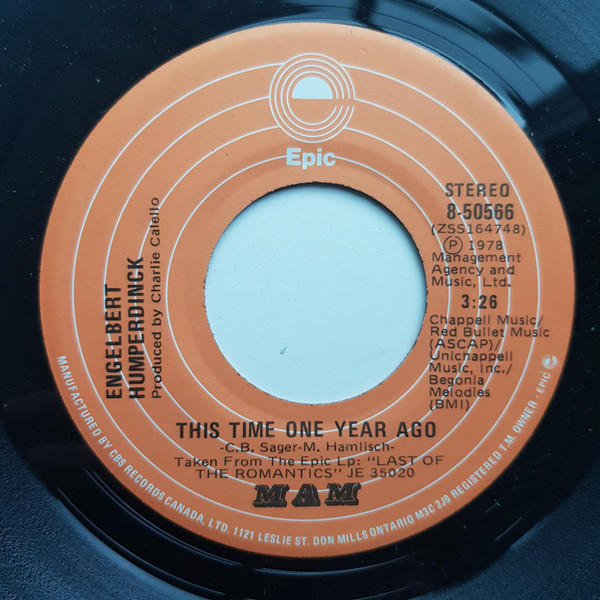 Epic
STEREO
8-50566
(ZSS164748)
Ⓟ 1978
Management
Agency and
Music, Ltd.
3:26
Chappell Music/
Red Bullet Music
(ASCAP)/
Unichappell
Music, Inc./
Begonia
Melodies
(BMI)
ENGELBERT
HUMPERDINCK
Produced by Charlie Calello
THIS TIME ONE YEAR AGO
-C.B. Sager-M. Hamlisch-
Taken From The Epic Lp: "LAST OF
THE ROMANTICS" JE 35020
MAM
MANUFACTURED BY CBS RECORDS CANADA, LTD. 1121 LESLIE ST. DON MILLS ONTARIO M3C 2J9 REGISTERED T.M. OWNER - EPIC